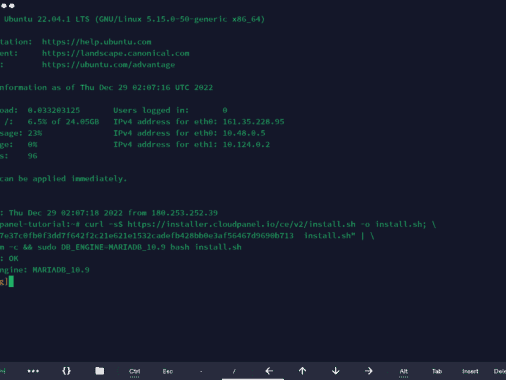 Ubuntu 22.04.1 LTS (GNU/Linux 5.15.0-50-generic x86_64)
tation: https://help.ubuntu.com
ent: https://landscape.canonical.com
: https://ubuntu.com/advantage
nformation as of Thu Dec 29 02:07:16 UTC 2022
oad: 0.033203125 Users logged in: 0
/: 6.5% of 24.05GB IPv4 address for eth0: 161.35.228.95
sage: 23% IPv4 address for eth0: 10.48.0.5
ge: 0% IPv4 address for eth1: 10.124.0.2
s: 96
can be applied immediately.
: Thu Dec 29 02:07:18 2022 from 180.253.252.39
panel-tutorial:~# curl -sS https://installer.cloudpanel.io/ce/v2/install.sh -o install.sh; \
7e37c0fb0f3dd7f642f2c21e621e1532cadefb428bb0e3af56467d9690b713 install.sh" | \
m -c && sudo DB_ENGINE=MARIADB_10.9 bash install.sh
: OK
ngine: MARIADB_10.9
g]
••• {} Ctrl Esc - / ← ↑ ↓ → Alt Tab Insert Dele